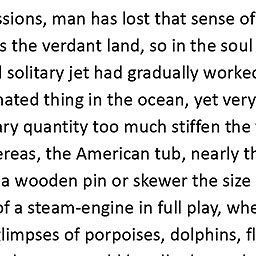 ssions, man has lost that sense of
s the verdant land, so in the soul
solitary jet had gradually worke
nated thing in the ocean, yet very
ary quantity too much stiffen the
ereas, the American tub, nearly th
a wooden pin or skewer the size
of a steam-engine in full play, whe
limpses of porpoises, dolphins, fl